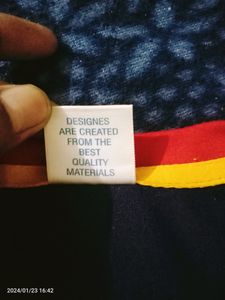 DESIGNES
ARE CREATED
FROM THE
BEST
QUALITY
MATERIALS
2024/01/23 16:42